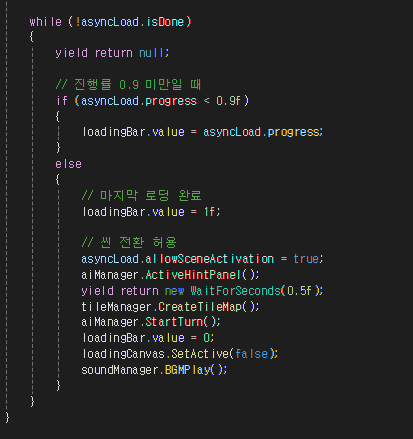 while (!asyncLoad.isDone)
{
yield return null;
// 진행률 0.9 미만일 때
if (asyncLoad.progress < 0.9f)
{
loadingBar.value = asyncLoad.progress;
}
else
{
// 마지막 로딩 완료
loadingBar.value = 1f;
// 씬 전환 허용
asyncLoad.allowSceneActivation = true;
aiManager.ActiveHintPanel();
yield return new WaitForSeconds(0.5f);
tileManager.CreateTileMap();
aiManager.StartTurn();
loadingBar.value = 0;
loadingCanvas.SetActive(false);
soundManager.BGMPlay();
}
}
}